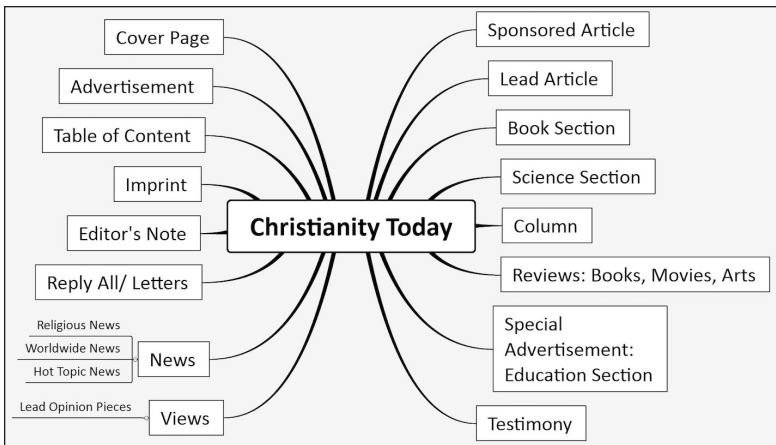 Cover Page
Advertisement
Table of Content
Imprint
Editor's Note
Reply All/ Letters
Religious News
Worldwide News
Hot Topic News
News
Lead Opinion Pieces
Views
Christianity Today
Sponsored Article
Lead Article
Book Section
Science Section
Column
Reviews: Books, Movies, Arts
Special
Advertisement:
Education Section
Testimony